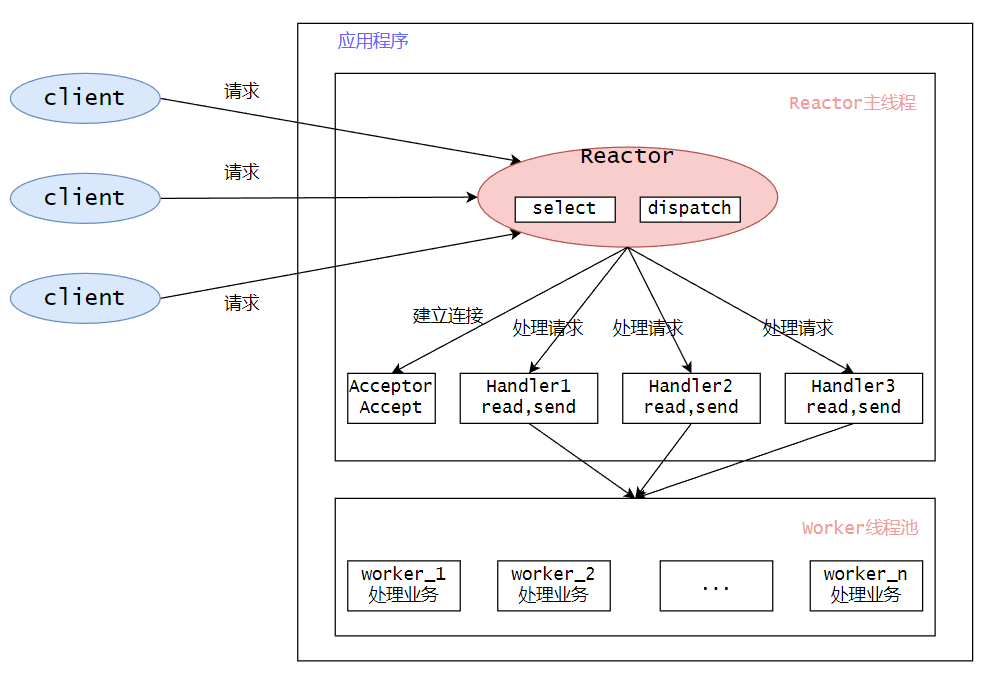 应用程序
Reactor主线程
client
请求
client
请求
client
请求
Reactor
select
dispatch
建立连接
处理请求
处理请求
处理请求
Acceptor
Accept
Handler1
read,send
Handler2
read,send
Handler3
read,send
Worker线程池
worker_1
处理业务
worker_2
处理业务
...
worker_n
处理业务